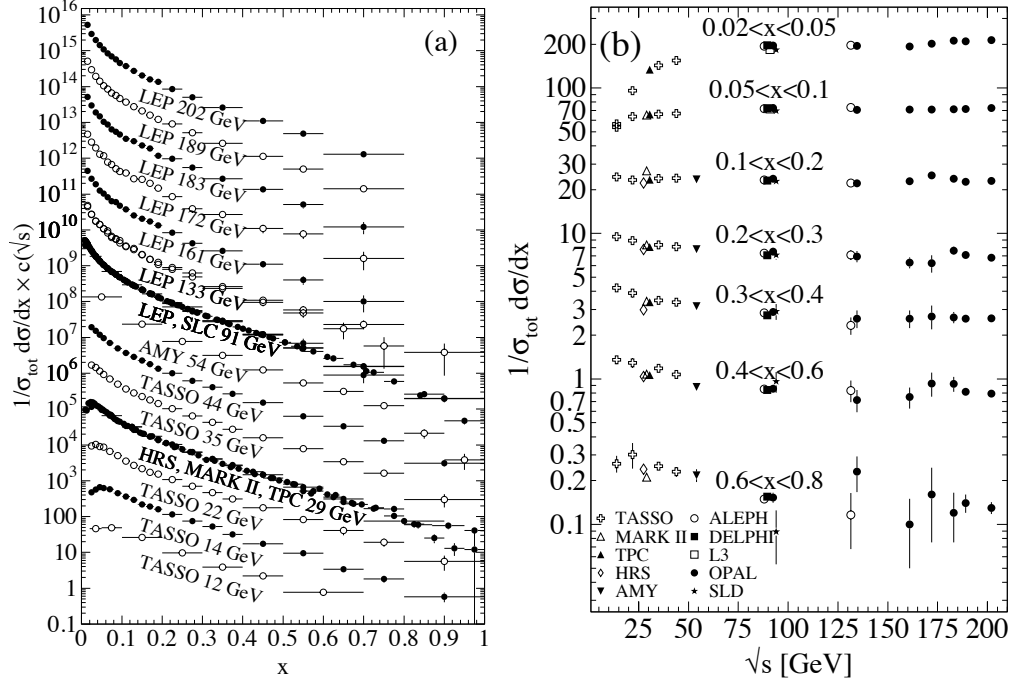 (a)
1/σtot dσ/dx × c(√s)
10^16
10^15
10^14
10^13
10^12
10^11
10^10
10^9
10^8
10^7
10^6
10^5
10^4
10^3
100
10
1
0.1
LEP 202 GeV
LEP 189 GeV
LEP 183 GeV
LEP 172 GeV
LEP 161 GeV
LEP 133 GeV
LEP, SLC 91 GeV
AMY 54 GeV
TASSO 44 GeV
TASSO 35 GeV
HRS, MARK II, TPC 29 GeV
TASSO 22 GeV
TASSO 14 GeV
TASSO 12 GeV
0 0.1 0.2 0.3 0.4 0.5 0.6 0.7 0.8 0.9 1
x
(b)
1/σtot dσ/dx
200
100
70
50
30
20
10
7
5
3
2
1
0.7
0.5
0.3
0.2
0.1
0.02<x<0.05
0.05<x<0.1
0.1<x<0.2
0.2<x<0.3
0.3<x<0.4
0.4<x<0.6
0.6<x<0.8
TASSO ALEPH
MARK II DELPHI
TPC L3
HRS OPAL
AMY SLD
25 50 75 100 125 150 175 200
√s [GeV]